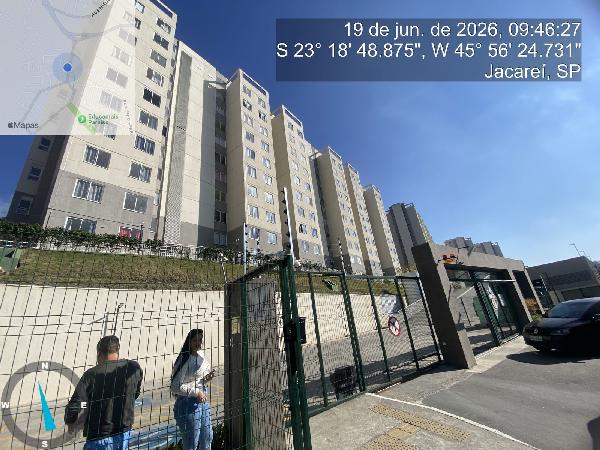 19 de jun. de 2026, 09:46:27
S 23° 18' 48.875", W 45° 56' 24.731"
Jacareí, SP
Mapas
N
W
E
S